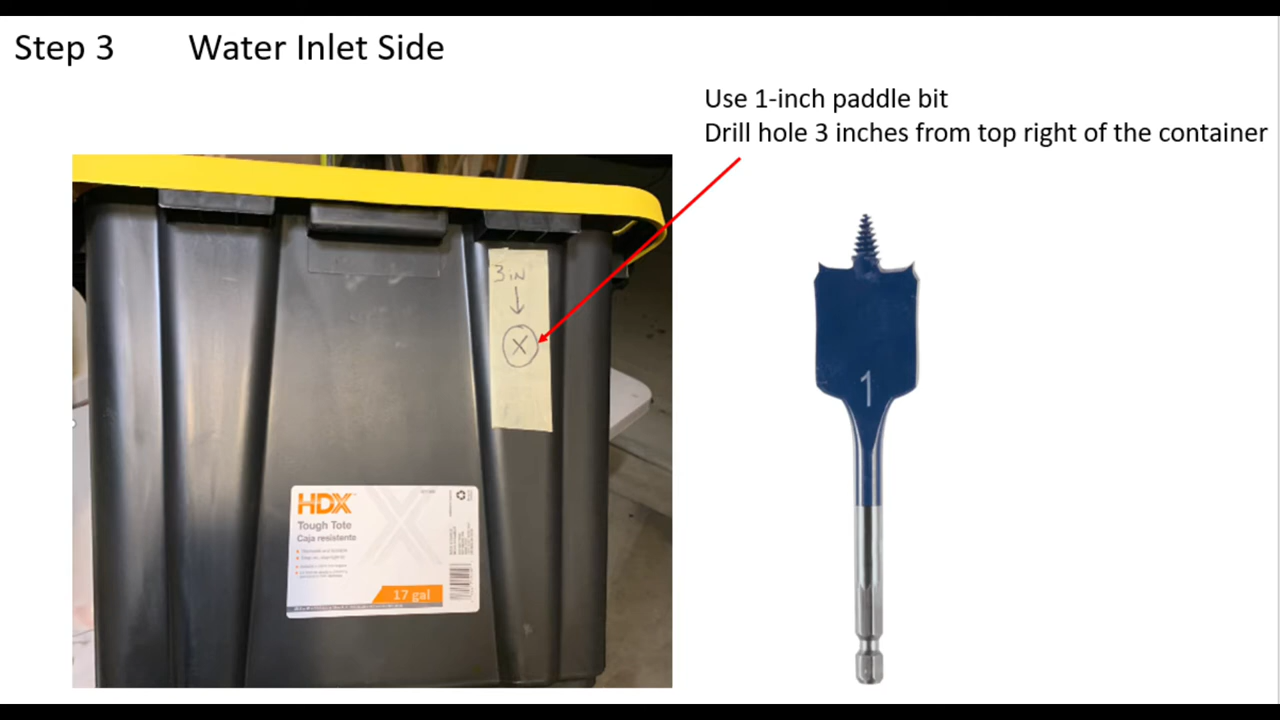 Step 3 Water Inlet Side
Use 1-inch paddle bit
Drill hole 3 inches from top right of the container
3 IN
X
1
HDX
Tough Tote
Caja resistente
17 gal